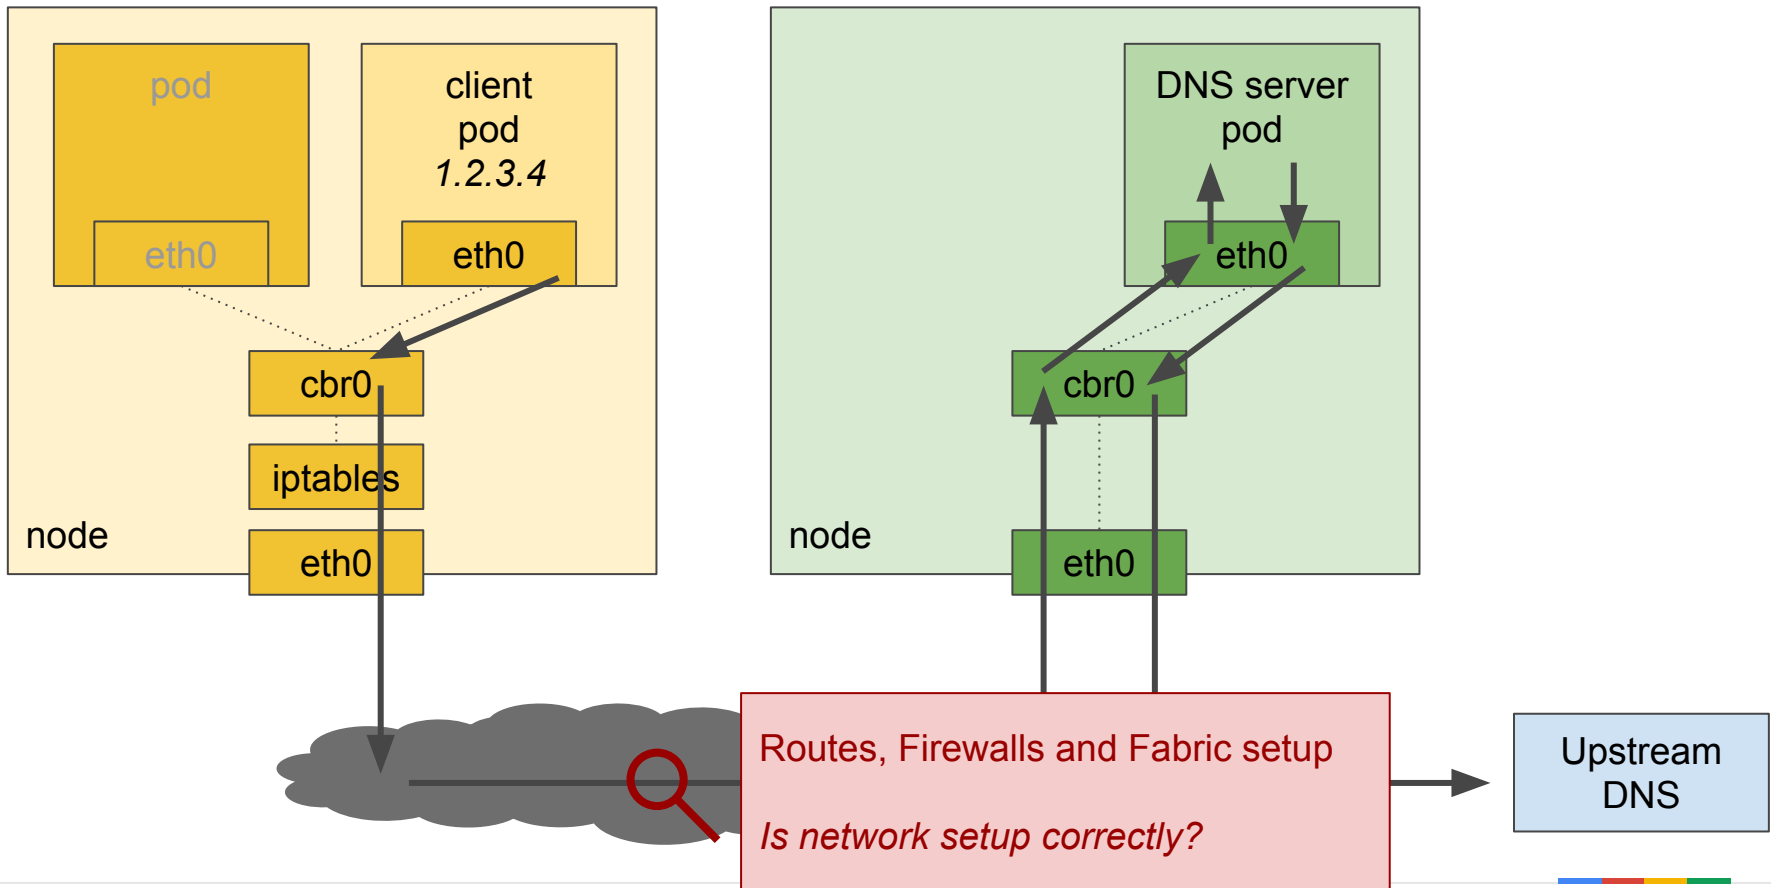 pod
eth0
client
pod
1.2.3.4
eth0
cbr0
iptables
node
eth0
DNS server
pod
eth0
cbr0
node
eth0
Routes, Firewalls and Fabric setup
Is network setup correctly?
Upstream
DNS